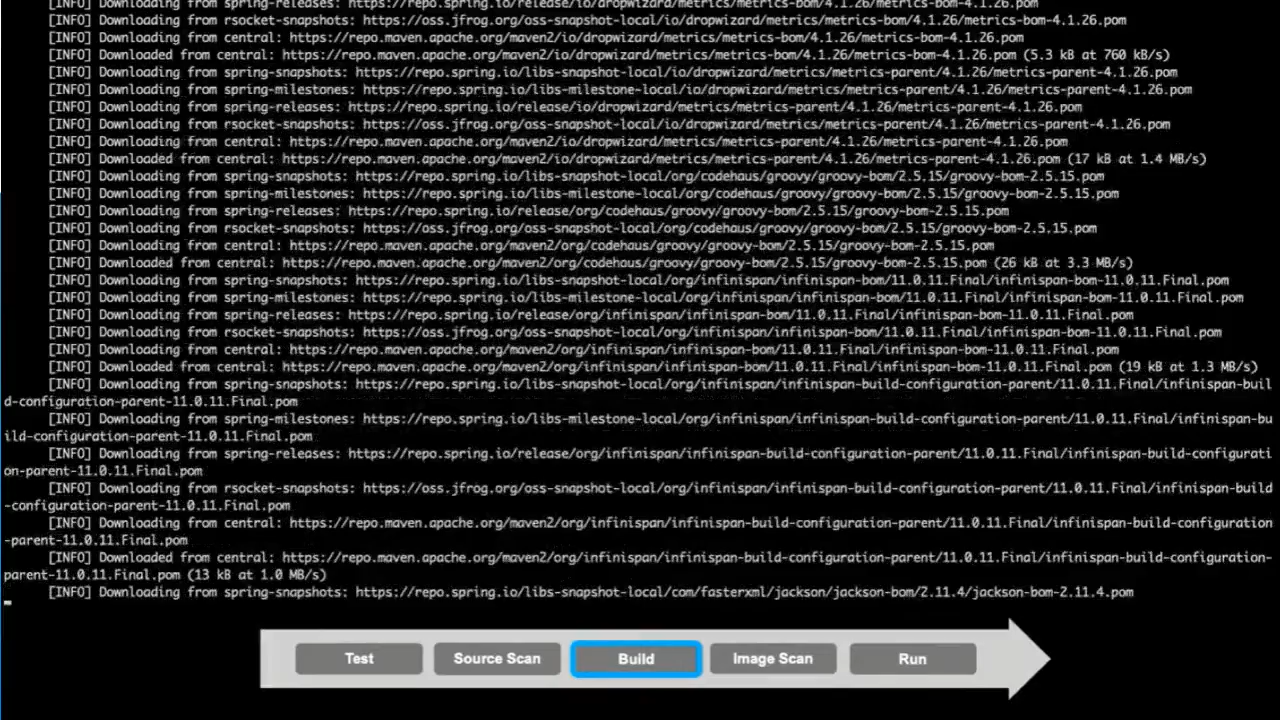 [INFO] Downloading from spring-releases: https://repo.spring.io/release/io/dropwizard/metrics/metrics-bom/4.1.26/metrics-bom-4.1.26.pom
[INFO] Downloading from rsocket-snapshots: https://oss.jfrog.org/oss-snapshot-local/io/dropwizard/metrics/metrics-bom/4.1.26/metrics-bom-4.1.26.pom
[INFO] Downloading from central: https://repo.maven.apache.org/maven2/io/dropwizard/metrics/metrics-bom/4.1.26/metrics-bom-4.1.26.pom
[INFO] Downloaded from central: https://repo.maven.apache.org/maven2/io/dropwizard/metrics/metrics-bom/4.1.26/metrics-bom-4.1.26.pom (5.3 kB at 760 kB/s)
[INFO] Downloading from spring-snapshots: https://repo.spring.io/libs-snapshot-local/io/dropwizard/metrics/metrics-parent/4.1.26/metrics-parent-4.1.26.pom
[INFO] Downloading from spring-milestones: https://repo.spring.io/libs-milestone-local/io/dropwizard/metrics/metrics-parent/4.1.26/metrics-parent-4.1.26.pom
[INFO] Downloading from spring-releases: https://repo.spring.io/release/io/dropwizard/metrics/metrics-parent/4.1.26/metrics-parent-4.1.26.pom
[INFO] Downloading from rsocket-snapshots: https://oss.jfrog.org/oss-snapshot-local/io/dropwizard/metrics/metrics-parent/4.1.26/metrics-parent-4.1.26.pom
[INFO] Downloading from central: https://repo.maven.apache.org/maven2/io/dropwizard/metrics/metrics-parent/4.1.26/metrics-parent-4.1.26.pom
[INFO] Downloaded from central: https://repo.maven.apache.org/maven2/io/dropwizard/metrics/metrics-parent/4.1.26/metrics-parent-4.1.26.pom (17 kB at 1.4 MB/s)
[INFO] Downloading from spring-snapshots: https://repo.spring.io/libs-snapshot-local/org/codehaus/groovy/groovy-bom/2.5.15/groovy-bom-2.5.15.pom
[INFO] Downloading from spring-milestones: https://repo.spring.io/libs-milestone-local/org/codehaus/groovy/groovy-bom/2.5.15/groovy-bom-2.5.15.pom
[INFO] Downloading from spring-releases: https://repo.spring.io/release/org/codehaus/groovy/groovy-bom/2.5.15/groovy-bom-2.5.15.pom
[INFO] Downloading from rsocket-snapshots: https://oss.jfrog.org/oss-snapshot-local/org/codehaus/groovy/groovy-bom/2.5.15/groovy-bom-2.5.15.pom
[INFO] Downloading from central: https://repo.maven.apache.org/maven2/org/codehaus/groovy/groovy-bom/2.5.15/groovy-bom-2.5.15.pom
[INFO] Downloaded from central: https://repo.maven.apache.org/maven2/org/codehaus/groovy/groovy-bom/2.5.15/groovy-bom-2.5.15.pom (26 kB at 3.3 MB/s)
[INFO] Downloading from spring-snapshots: https://repo.spring.io/libs-snapshot-local/org/infinispan/infinispan-bom/11.0.11.Final/infinispan-bom-11.0.11.Final.pom
[INFO] Downloading from spring-milestones: https://repo.spring.io/libs-milestone-local/org/infinispan/infinispan-bom/11.0.11.Final/infinispan-bom-11.0.11.Final.pom
[INFO] Downloading from spring-releases: https://repo.spring.io/release/org/infinispan/infinispan-bom/11.0.11.Final/infinispan-bom-11.0.11.Final.pom
[INFO] Downloading from rsocket-snapshots: https://oss.jfrog.org/oss-snapshot-local/org/infinispan/infinispan-bom/11.0.11.Final/infinispan-bom-11.0.11.Final.pom
[INFO] Downloading from central: https://repo.maven.apache.org/maven2/org/infinispan/infinispan-bom/11.0.11.Final/infinispan-bom-11.0.11.Final.pom
[INFO] Downloaded from central: https://repo.maven.apache.org/maven2/org/infinispan/infinispan-bom/11.0.11.Final/infinispan-bom-11.0.11.Final.pom (19 kB at 1.3 MB/s)
[INFO] Downloading from spring-snapshots: https://repo.spring.io/libs-snapshot-local/org/infinispan/infinispan-build-configuration-parent/11.0.11.Final/infinispan-buil
d-configuration-parent-11.0.11.Final.pom
[INFO] Downloading from spring-milestones: https://repo.spring.io/libs-milestone-local/org/infinispan/infinispan-build-configuration-parent/11.0.11.Final/infinispan-bu
ild-configuration-parent-11.0.11.Final.pom
[INFO] Downloading from spring-releases: https://repo.spring.io/release/org/infinispan/infinispan-build-configuration-parent/11.0.11.Final/infinispan-build-configurati
on-parent-11.0.11.Final.pom
[INFO] Downloading from rsocket-snapshots: https://oss.jfrog.org/oss-snapshot-local/org/infinispan/infinispan-build-configuration-parent/11.0.11.Final/infinispan-build
-configuration-parent-11.0.11.Final.pom
[INFO] Downloading from central: https://repo.maven.apache.org/maven2/org/infinispan/infinispan-build-configuration-parent/11.0.11.Final/infinispan-build-configuration
-parent-11.0.11.Final.pom
[INFO] Downloaded from central: https://repo.maven.apache.org/maven2/org/infinispan/infinispan-build-configuration-parent/11.0.11.Final/infinispan-build-configuration-
parent-11.0.11.Final.pom (13 kB at 1.0 MB/s)
[INFO] Downloading from spring-snapshots: https://repo.spring.io/libs-snapshot-local/com/fasterxml/jackson/jackson-bom/2.11.4/jackson-bom-2.11.4.pom
Test
Source Scan
Build
Image Scan
Run